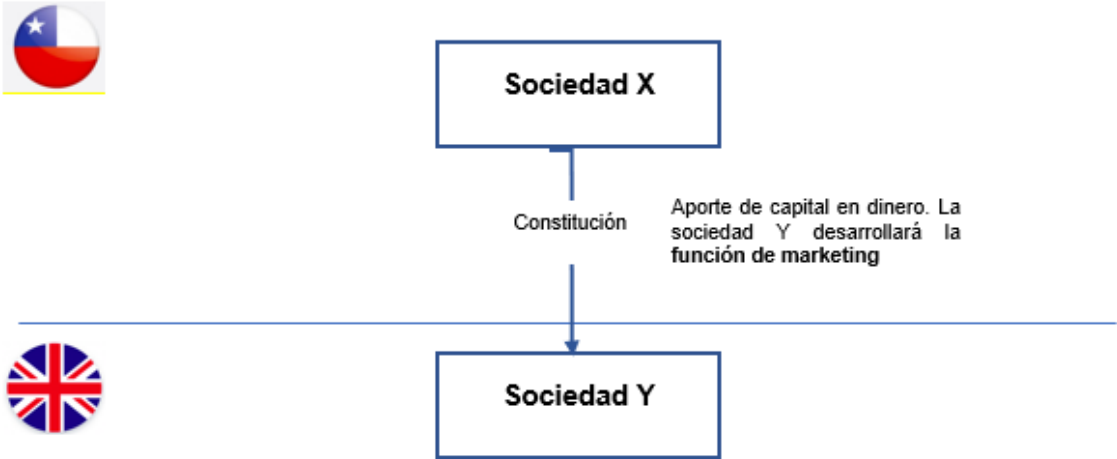 Sociedad X
Constitución
Aporte de capital en dinero. La
sociedad Y desarrollará la
función de marketing
Sociedad Y